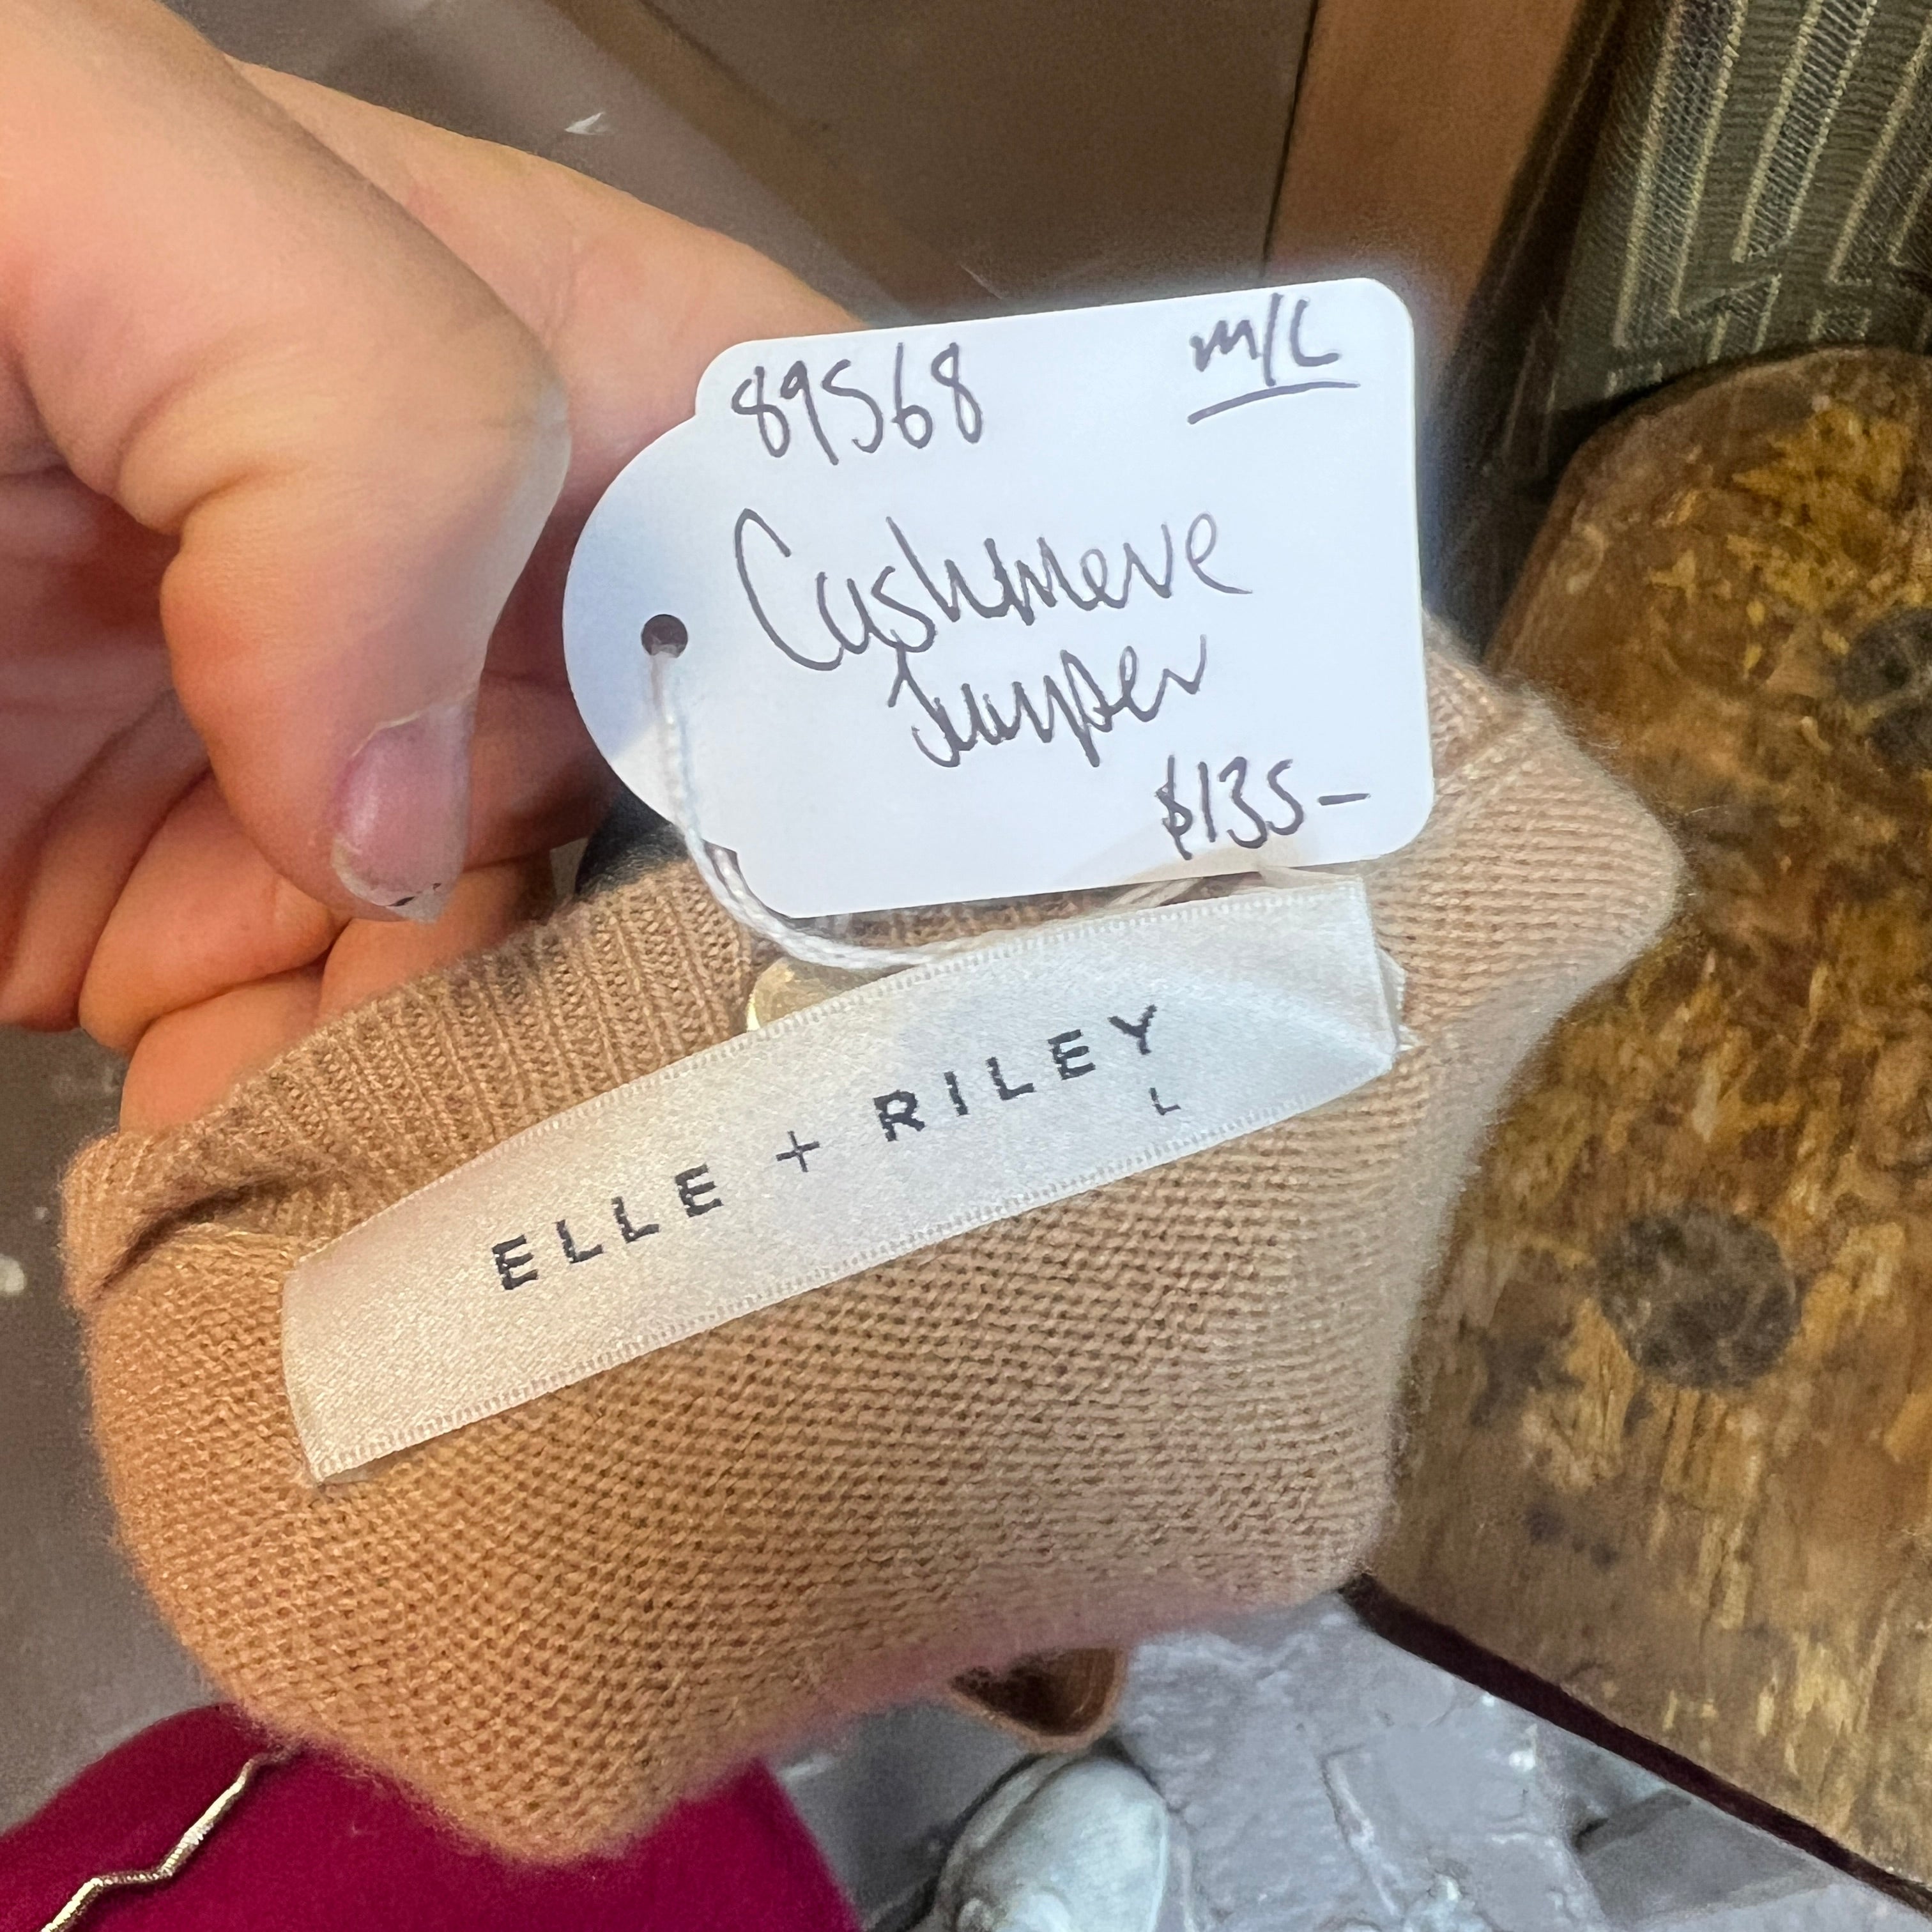 89568 m/L
Cashmere
Jumper
$135-
ELLE + RILEY
L